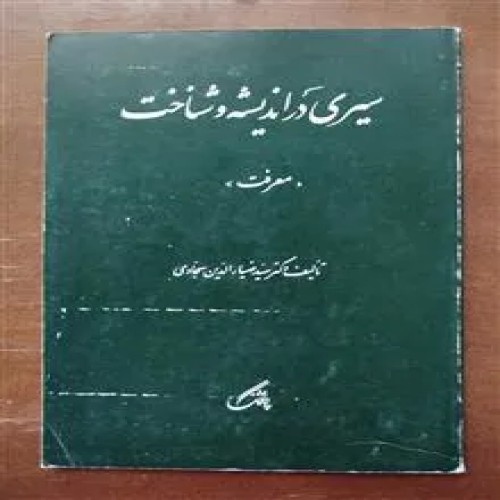 سیری در اندیشه و شناخت
«معرفت»
تألیف دکتر سید ضیاءالدین سجادی